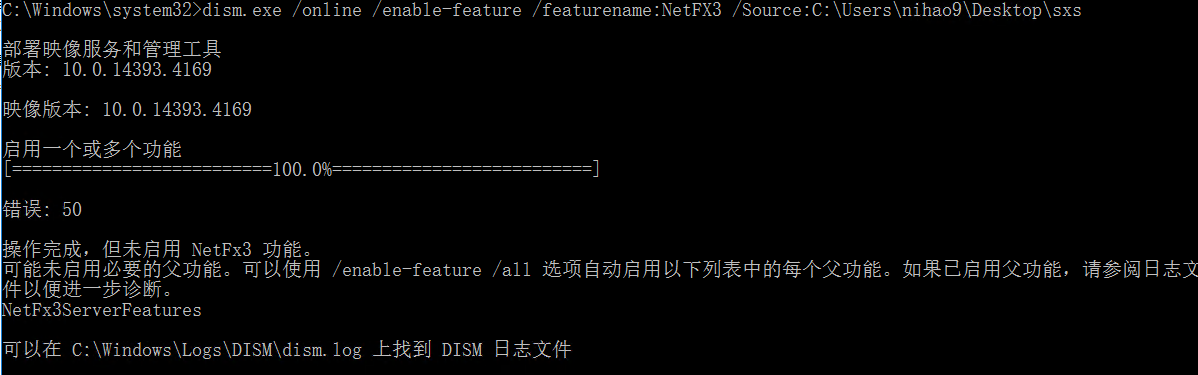 C:\Windows\system32>dism.exe /online /enable-feature /featurename:NetFX3 /Source:C:\Users\nihao9\Desktop\sxs
部署映像服务和管理工具
版本: 10.0.14393.4169
映像版本: 10.0.14393.4169
启用一个或多个功能
[==========================100.0%==========================]
错误: 50
操作完成，但未启用 NetFx3 功能。
可能未启用必要的父功能。可以使用 /enable-feature /all 选项自动启用以下列表中的每个父功能。如果已启用父功能，请参阅日志文
件以便进一步诊断。
NetFx3ServerFeatures
可以在 C:\Windows\Logs\DISM\dism.log 上找到 DISM 日志文件